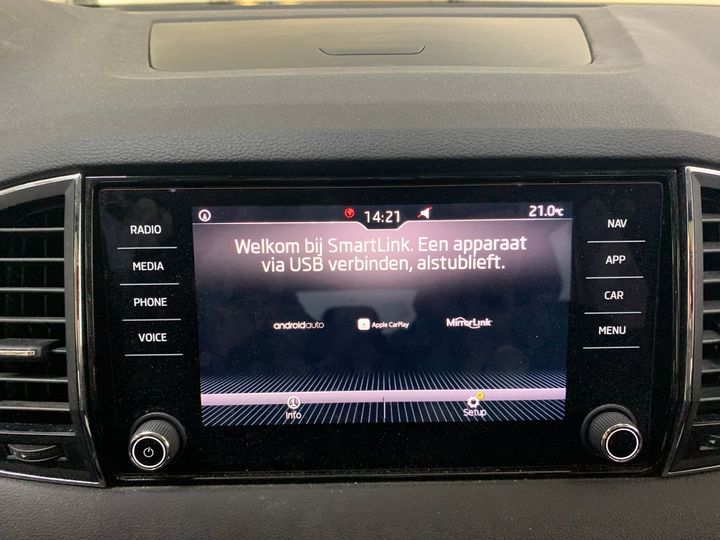 14:21
21.0°C
RADIO
MEDIA
PHONE
VOICE
Welkom bij SmartLink. Een apparaat
via USB verbinden, alstublieft.
androidauto
Apple CarPlay
MirrorLink
Info
Setup
NAV
APP
CAR
MENU